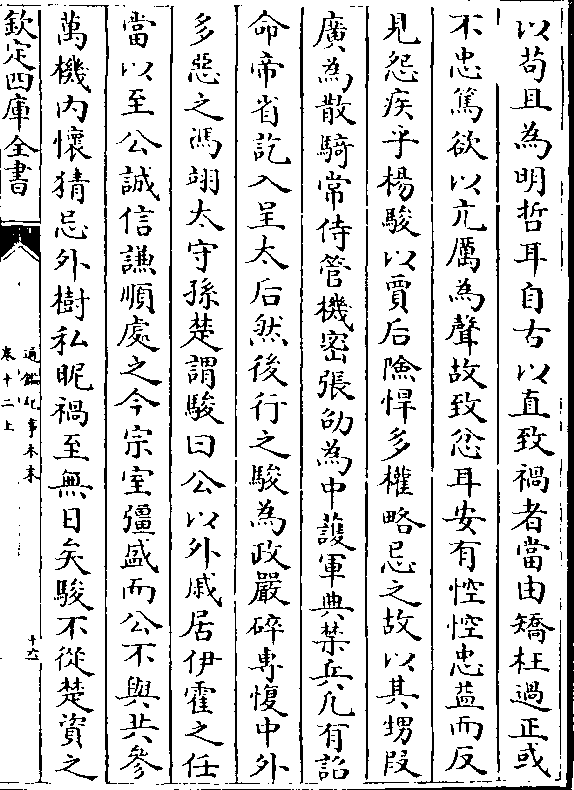 以苟且為明哲耳自古以直致禍者當由矯枉過正或
不忠篤欲以亢厲為聲故致忿耳安有悾悾忠益而反
見怨疾乎楊駿以賈后險悍多權略忌之故以其甥段
廣為散騎常侍管機密張劭為中護軍典禁兵凡有詔
命帝省訖入呈太后然後行之駿為政嚴碎專愎中外
多惡之馮翊太守孫楚謂駿曰公以外戚居伊霍之任
當以至公誠信謙順處之今宗室彊盛而公不與共參
萬機内懷猜忌外樹私昵禍至無日矣駿不從楚資之
欽定四庫全書
通鑑紀事本末
卷十二上
十六